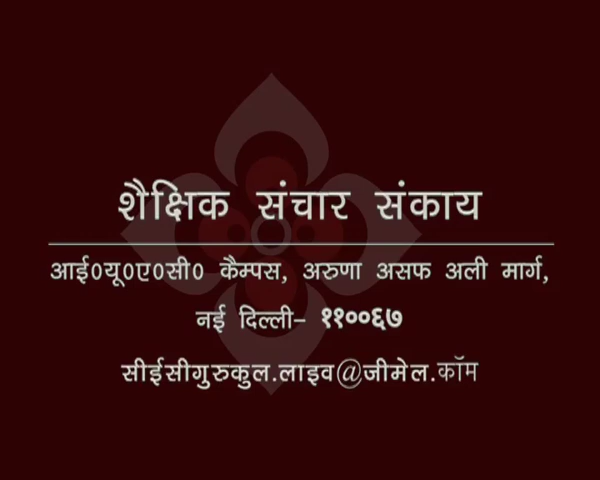 शैक्षिक संचार संकाय
आई०यू०ए०सी० कैम्पस, अरुणा असफ अली मार्ग,
नई दिल्ली– ११००६७
सीईसीगुरुकुल.लाइव@जीमेल.कॉम